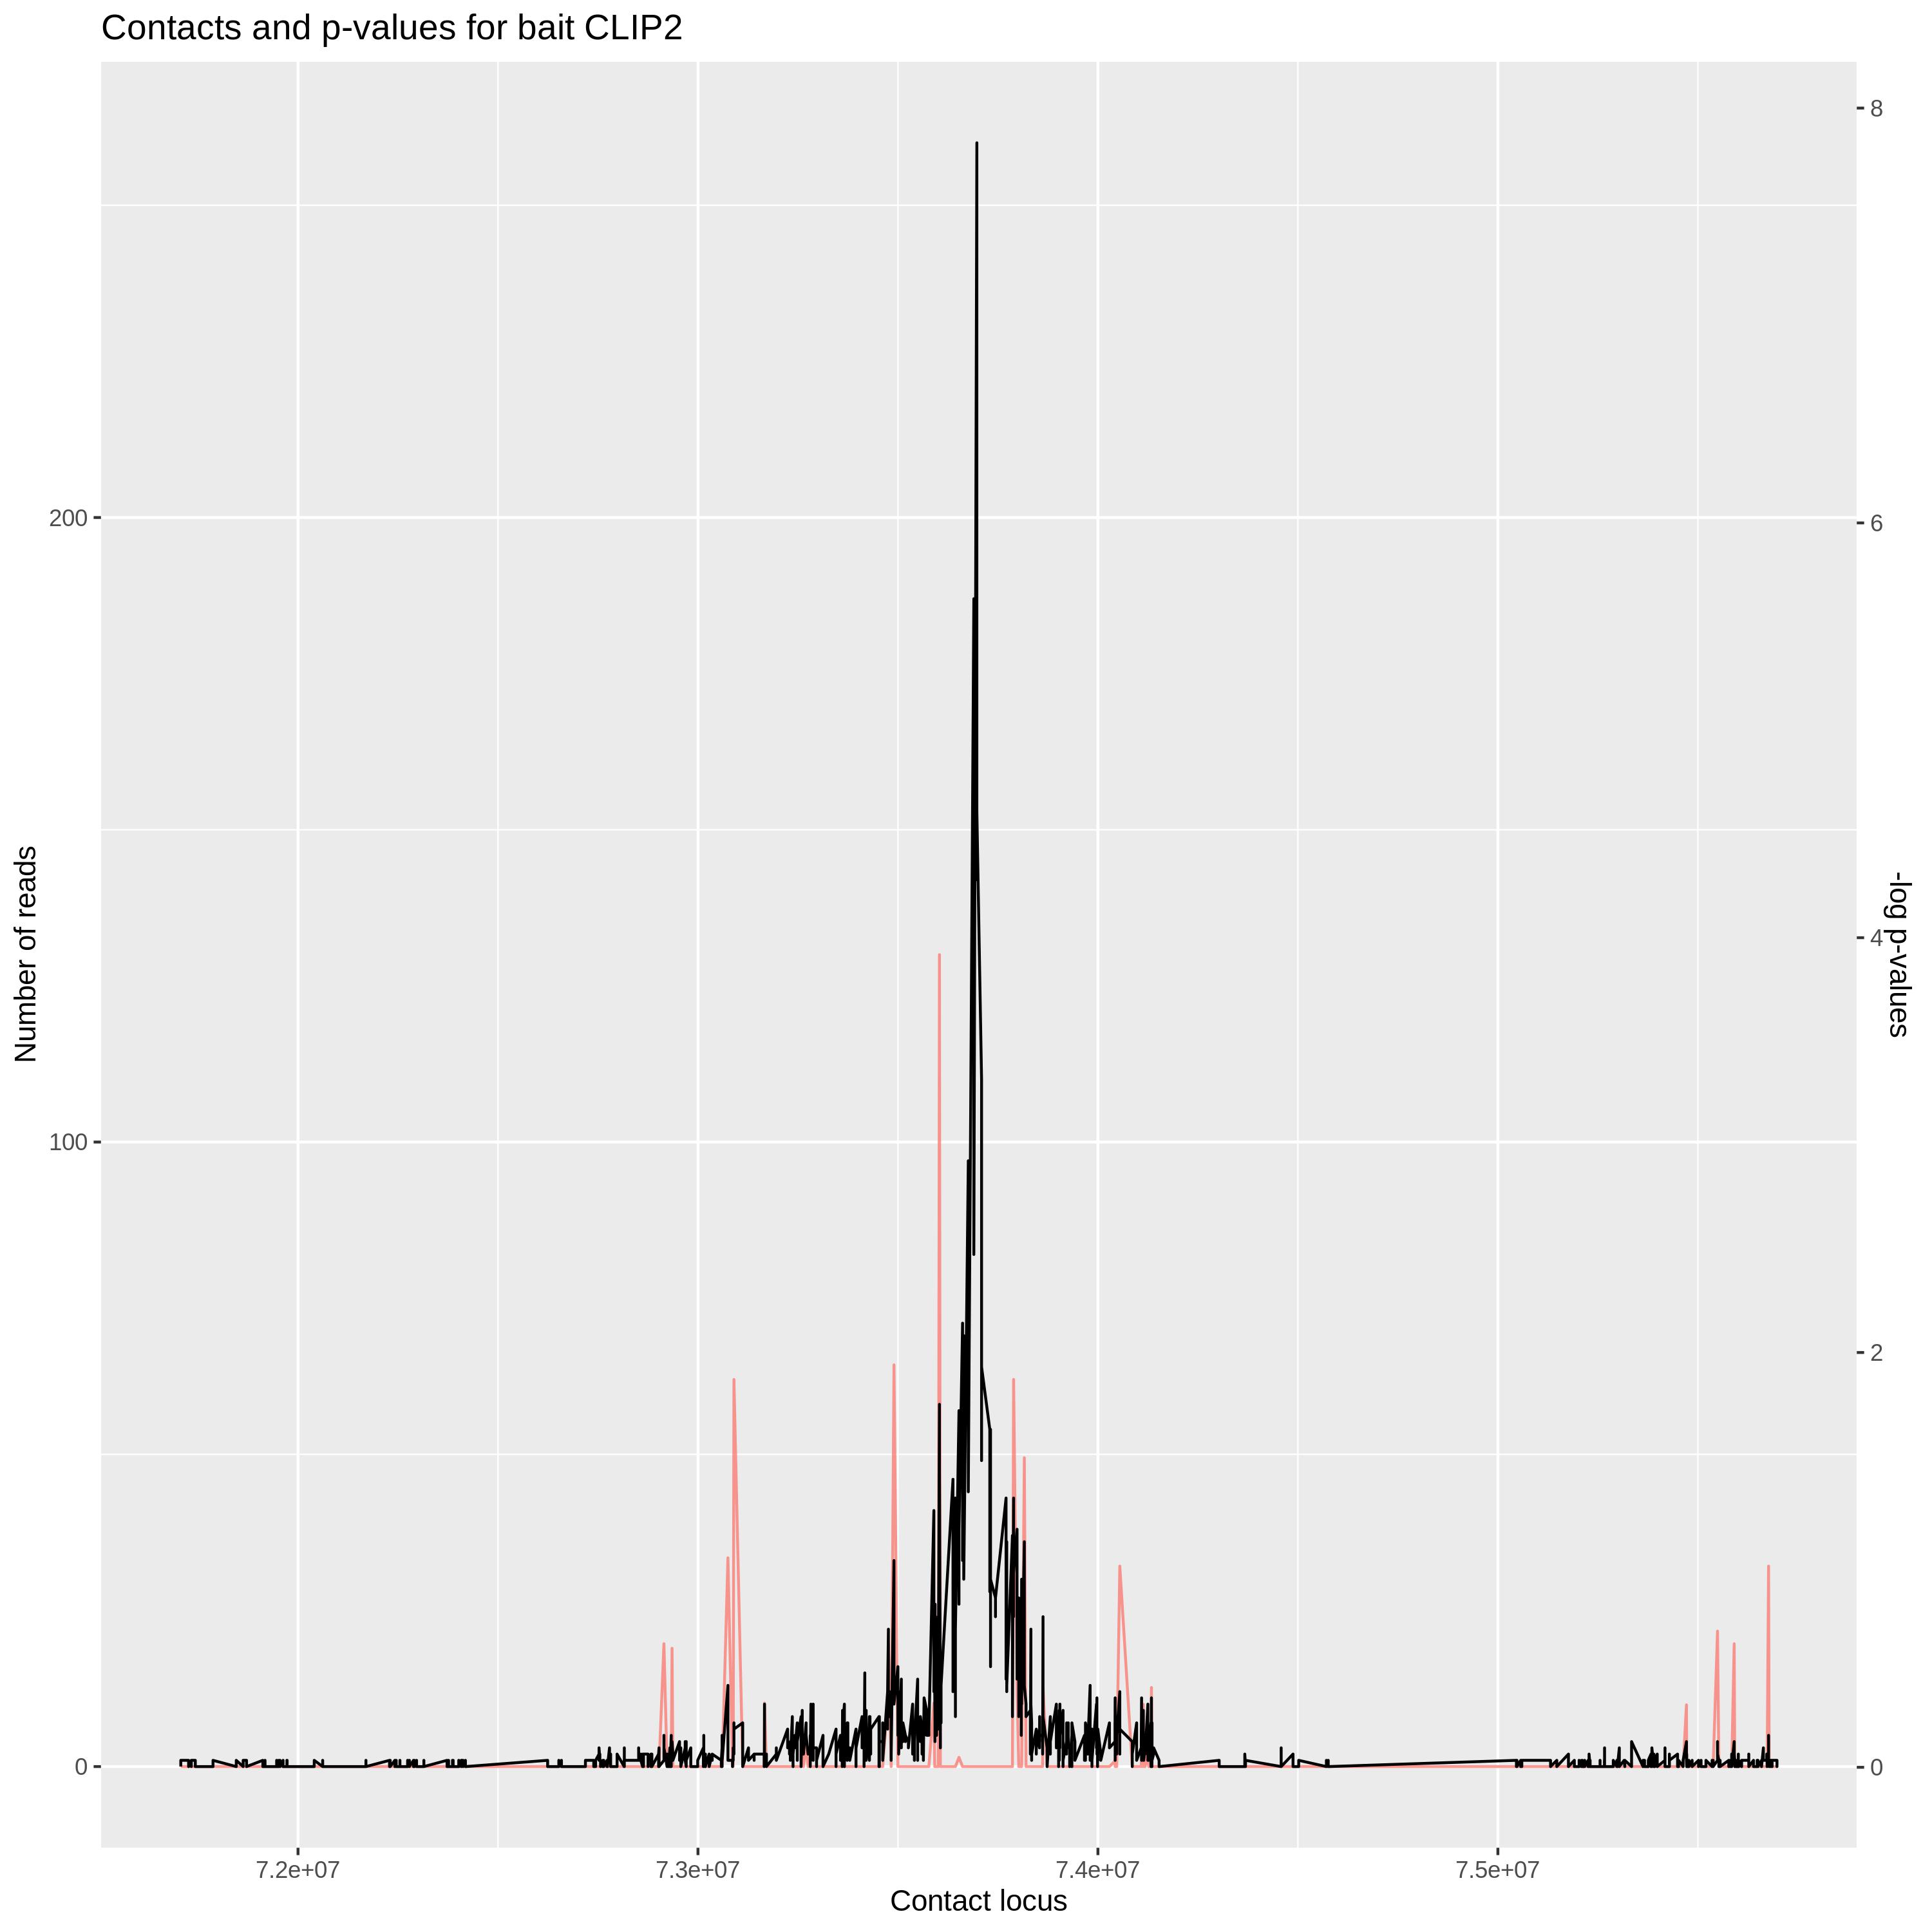 Contacts and p-values for bait CLIP2
Number of reads
200
100
0
8
6
4
2
0
-log p-values
7.2e+07
7.3e+07
7.4e+07
7.5e+07
Contact locus